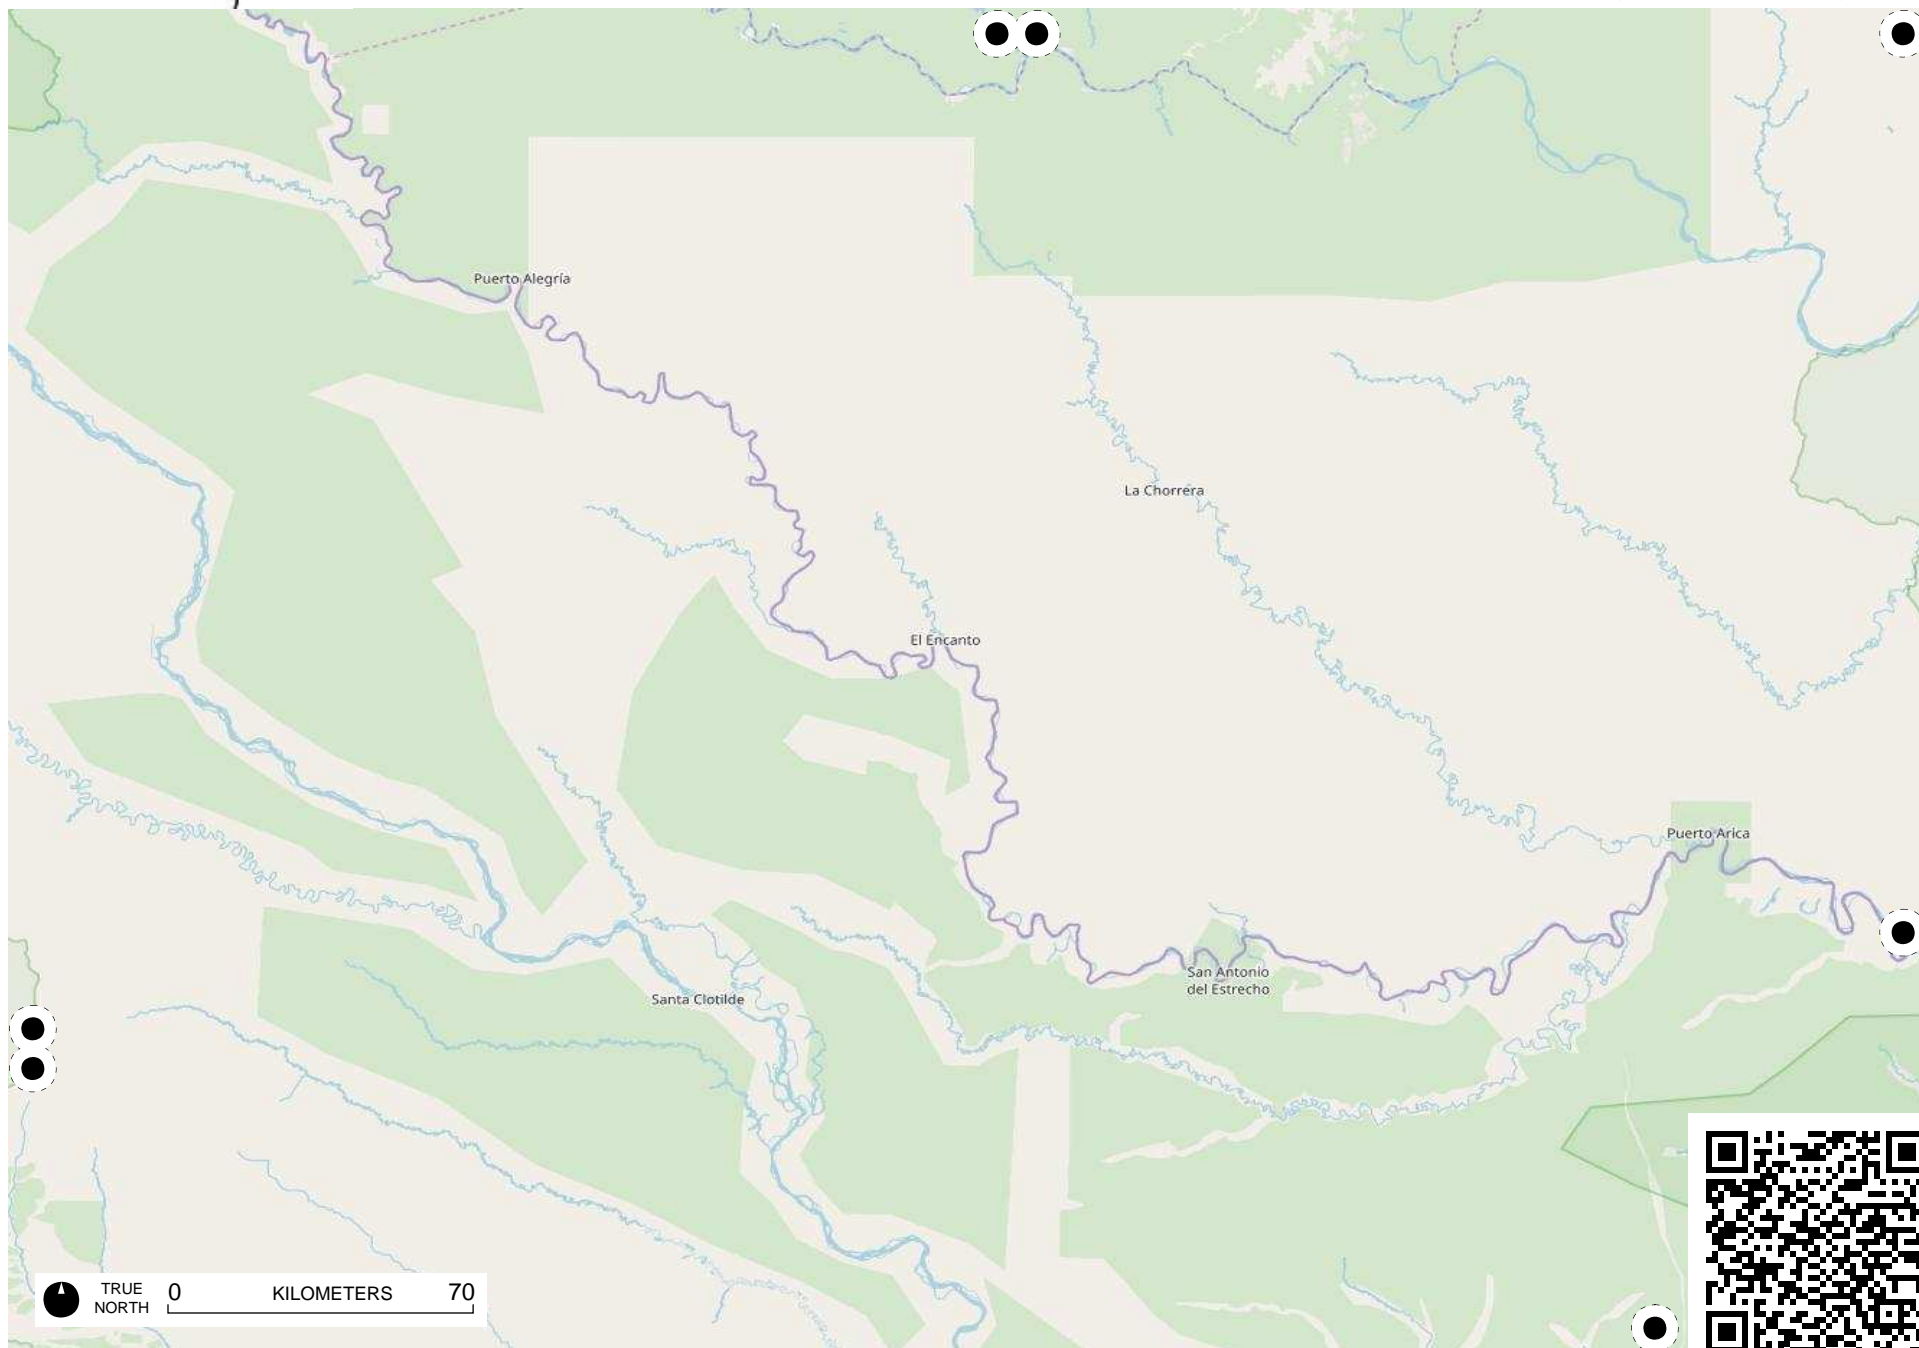 Puerto Alegría
La Chorrera
El Encanto
Puerto Arica
San Antonio
del Estrecho
Santa Clotilde
TRUE
NORTH
0 KILOMETERS 70